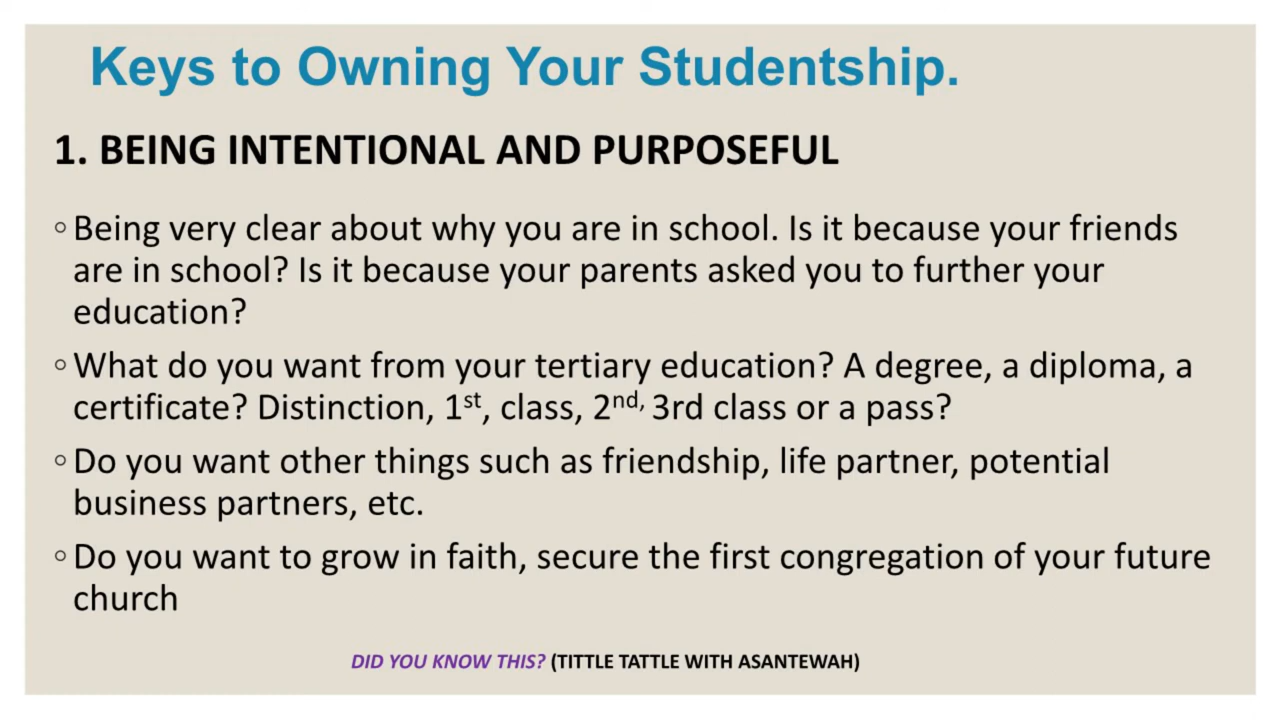 Keys to Owning Your Studentship.
1. BEING INTENTIONAL AND PURPOSEFUL
◦Being very clear about why you are in school. Is it because your friends
are in school? Is it because your parents asked you to further your
education?
◦What do you want from your tertiary education? A degree, a diploma, a
certificate? Distinction, 1st, class, 2nd, 3rd class or a pass?
◦Do you want other things such as friendship, life partner, potential
business partners, etc.
◦Do you want to grow in faith, secure the first congregation of your future
church
DID YOU KNOW THIS? (TITTLE TATTLE WITH ASANTEWAH)